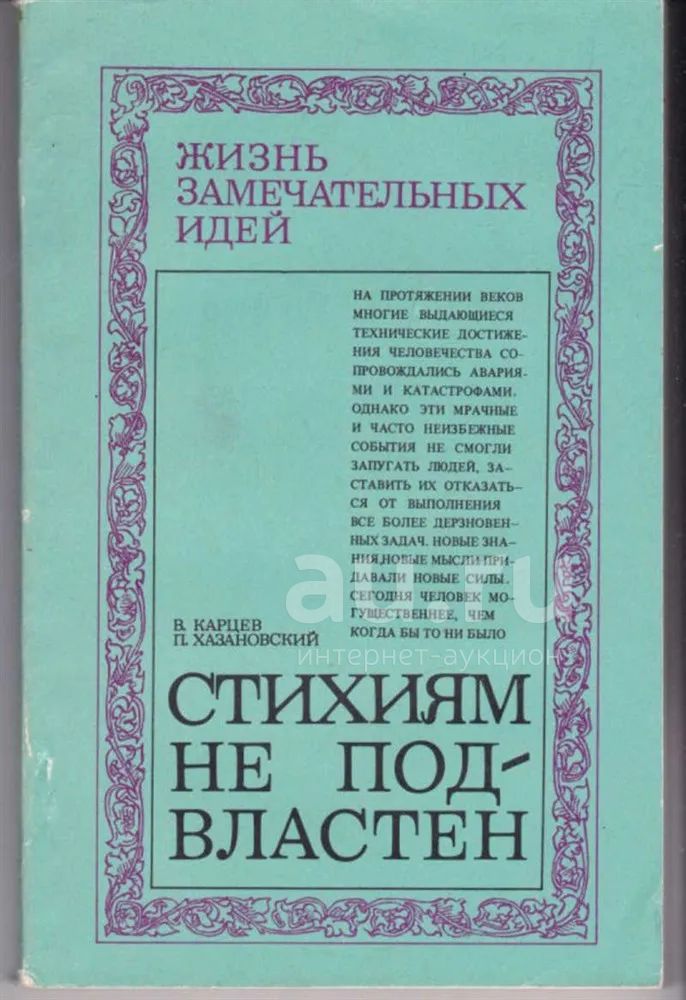 ЖИЗНЬ
ЗАМЕЧАТЕЛЬНЫХ
ИДЕЙ
НА ПРОТЯЖЕНИИ ВЕКОВ
МНОГИЕ ВЫДАЮЩИЕСЯ
ТЕХНИЧЕСКИЕ ДОСТИЖЕ-
НИЯ ЧЕЛОВЕЧЕСТВА СО-
ПРОВОЖДАЛИСЬ АВАРИЯ-
МИ И КАТАСТРОФАМИ.
ОДНАКО ЭТИ МРАЧНЫЕ
И ЧАСТО НЕИЗБЕЖНЫЕ
СОБЫТИЯ НЕ СМОГЛИ
ЗАПУГАТЬ ЛЮДЕЙ, ЗА-
СТАВИТЬ ИХ ОТКАЗАТЬ-
СЯ ОТ ВЫПОЛНЕНИЯ
ВСЕ БОЛЕЕ ДЕРЗНОВЕН-
НЫХ ЗАДАЧ. НОВЫЕ ЗНА-
НИЯ,НОВЫЕ МЫСЛИ ПРИ-
ДАВАЛИ НОВЫЕ СИЛЫ.
СЕГОДНЯ ЧЕЛОВЕК МО-
ГУЩЕСТВЕННЕЕ, ЧЕМ
КОГДА БЫ ТО НИ БЫЛО
В. КАРЦЕВ
П. ХАЗАНОВСКИЙ
интернет-аукцион
СТИХИЯМ
НЕ ПОД-
ВЛАСТЕН